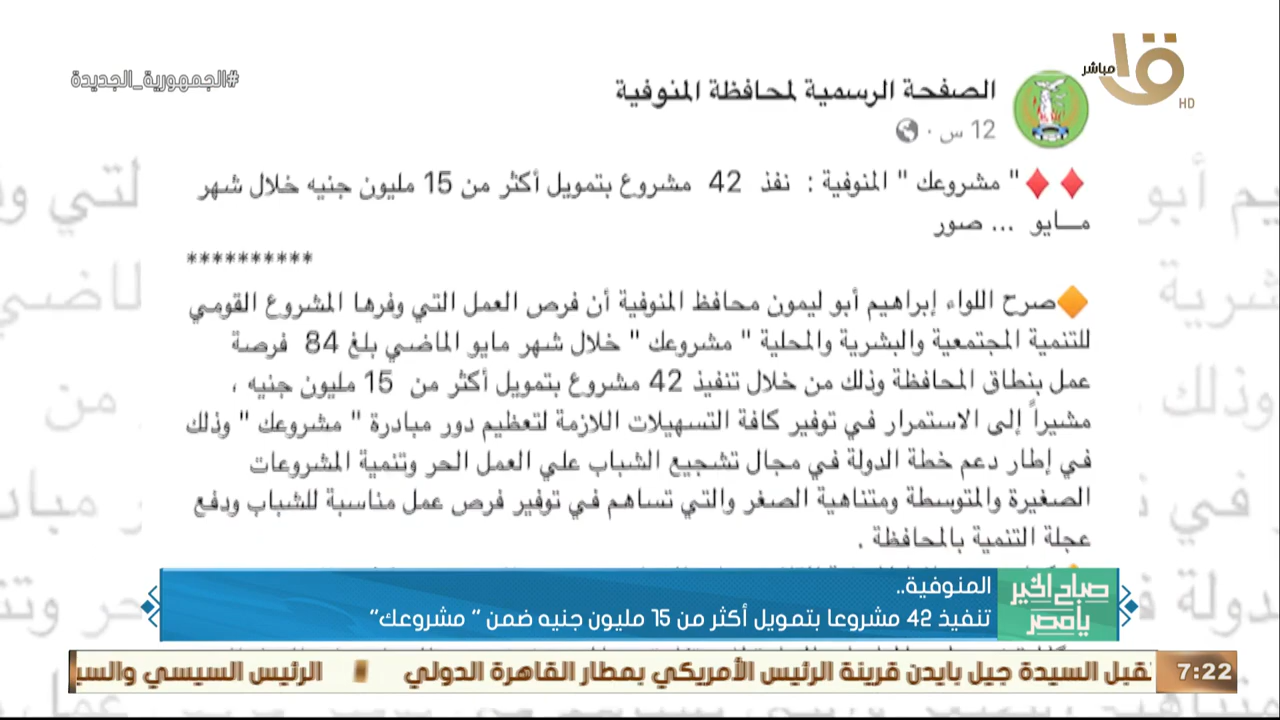 #الجمهورية_الجديدة
مباشر
HD
الصفحة الرسمية لمحافظة المنوفية
12 س ·
" مشروعك " المنوفية : نفذ 42 مشروع بتمويل أكثر من 15 مليون جنيه خلال شهر
مـــايو ... صور
**********
صرح اللواء إبراهيم أبو ليمون محافظ المنوفية أن فرص العمل التي وفرها المشروع القومي
للتنمية المجتمعية والبشرية والمحلية " مشروعك " خلال شهر مايو الماضي بلغ 84 فرصة
عمل بنطاق المحافظة وذلك من خلال تنفيذ 42 مشروع بتمويل أكثر من 15 مليون جنيه ،
مشيراً إلى الاستمرار في توفير كافة التسهيلات اللازمة لتعظيم دور مبادرة " مشروعك " وذلك
في إطار دعم خطة الدولة في مجال تشجيع الشباب علي العمل الحر وتنمية المشروعات
الصغيرة والمتوسطة ومتناهية الصغر والتي تساهم في توفير فرص عمل مناسبة للشباب ودفع
عجلة التنمية بالمحافظة .
صباح الخير
يا مصر
المنوفية..
تنفيذ 42 مشروعا بتمويل أكثر من 15 مليون جنيه ضمن " مشروعك"
7:22
السيدة جيل بايدن قرينة الرئيس الأمريكي بمطار القاهرة الدولي
الرئيس السيسي